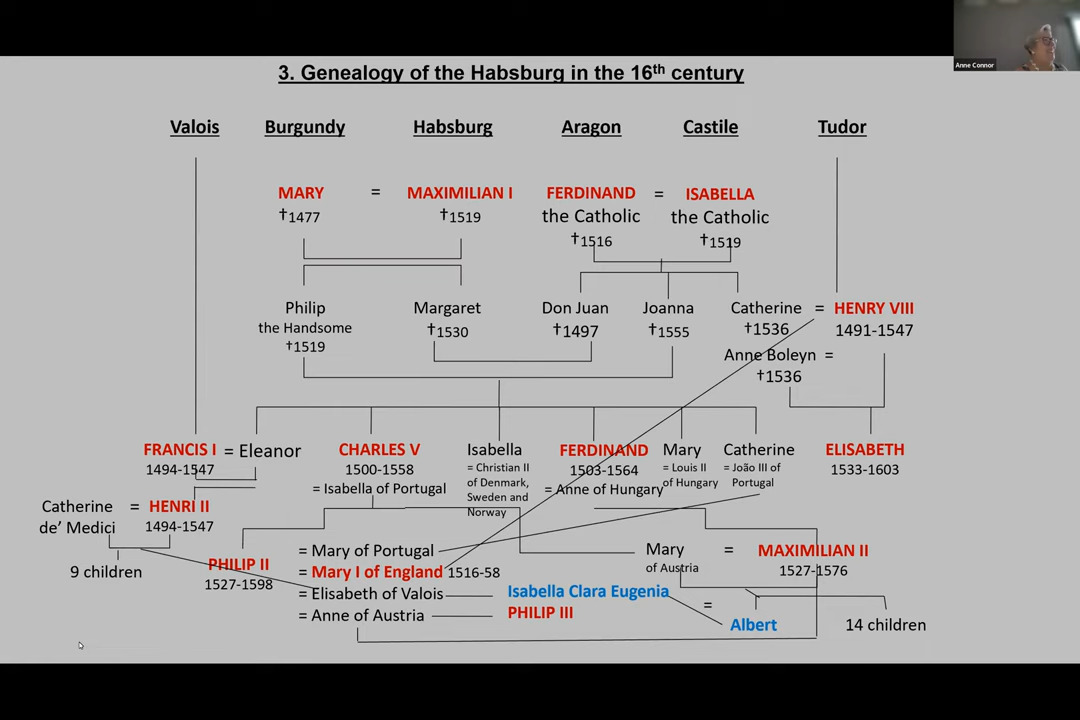 Anne Connor
3. Genealogy of the Habsburg in the 16th century
Valois Burgundy Habsburg Aragon Castile Tudor
MARY = MAXIMILIAN I FERDINAND = ISABELLA
†1477 †1519 the Catholic the Catholic
†1516 †1519
Philip Margaret Don Juan Joanna Catherine = HENRY VIII
the Handsome †1530 †1497 †1555 †1536 1491-1547
†1519
Anne Boleyn =
†1536
FRANCIS I = Eleanor CHARLES V Isabella FERDINAND Mary Catherine ELISABETH
1494-1547 1500-1558 = Christian II 1503-1564 = Louis II = João III of 1533-1603
= Isabella of Portugal of Denmark, = Anne of Hungary of Hungary Portugal
Sweden and
Norway
Catherine = HENRI II
de’ Medici 1494-1547
9 children
PHILIP II = Mary of Portugal Mary = MAXIMILIAN II
1527-1598 = Mary I of England 1516-58 of Austria 1527-1576
= Elisabeth of Valois Isabella Clara Eugenia =
= Anne of Austria PHILIP III Albert 14 children